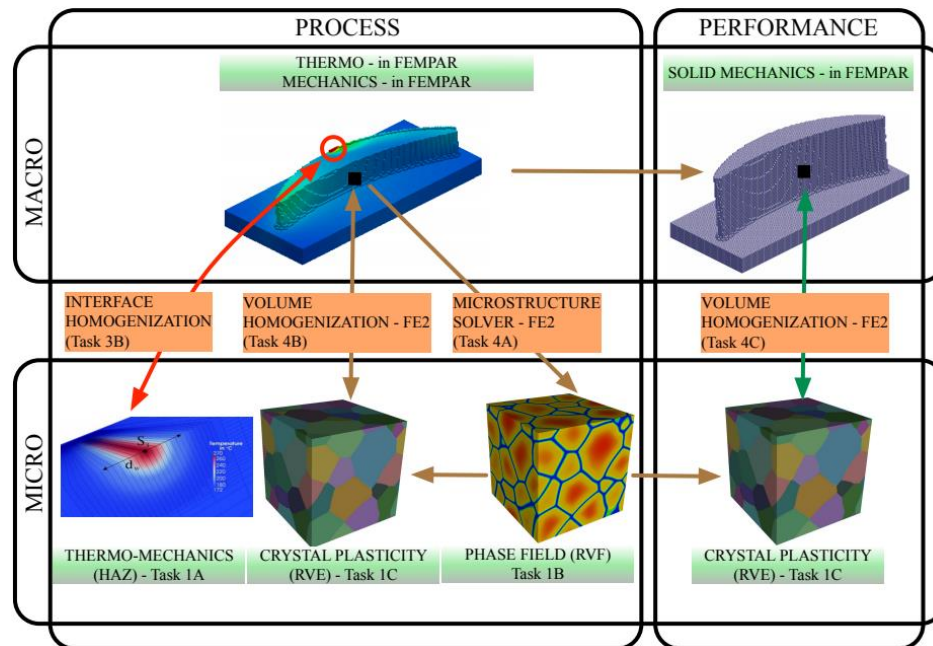 PROCESS
PERFORMANCE
MACRO
THERMO - in FEMPAR
MECHANICS - in FEMPAR
SOLID MECHANICS - in FEMPAR
INTERFACE
HOMOGENIZATION
(Task 3B)
VOLUME
HOMOGENIZATION - FE2
(Task 4B)
MICROSTRUCTURE
SOLVER - FE2
(Task 4A)
VOLUME
HOMOGENIZATION - FE2
(Task 4C)
MICRO
Temperature
in °C
THERMO-MECHANICS
(HAZ) - Task 1A
CRYSTAL PLASTICITY
(RVE) - Task 1C
PHASE FIELD (RVF)
Task 1B
CRYSTAL PLASTICITY
(RVE) - Task 1C